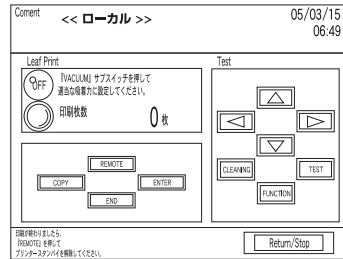 Coment
<< ローカル >>
05/03/15
06:49
Leaf Print
OFF
『VACUUM』サブスイッチを押して
適当な吸着力に設定してください。
印刷枚数 0枚
REMOTE
COPY
ENTER
END
Test
CLEANING
TEST
FUNCTION
印刷が終わりましたら、
『REMOTE』を押して
プリンタースタンバイを解除してください。
Return/Stop